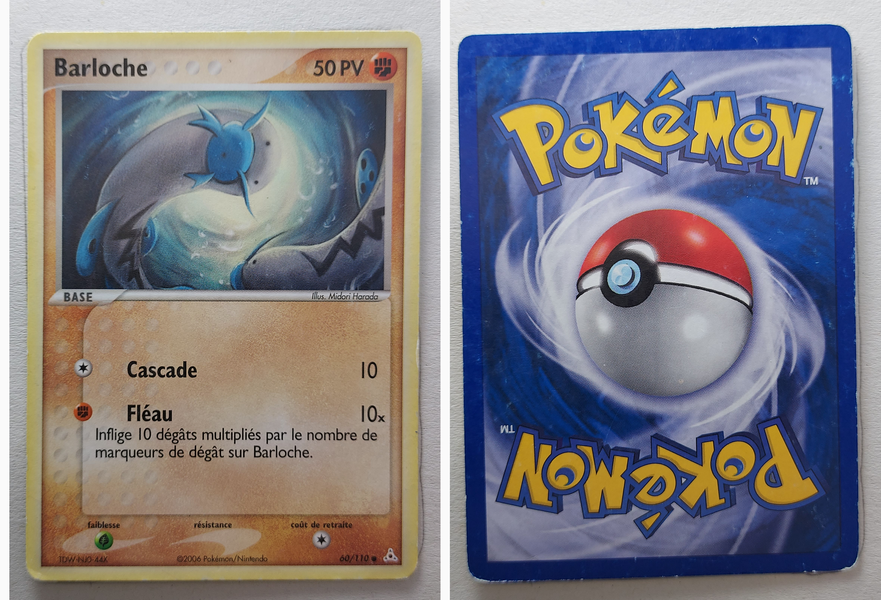 Barloche
50 PV
BASE
Illus. Midori Harada
Cascade 10
Fléau 10x
Inflige 10 dégâts multipliés par le nombre de
marqueurs de dégât sur Barloche.
faiblesse résistance coût de retraite
©2006 Pokémon/Nintendo
60/110
POKéMON
TM
TM
POKéMON